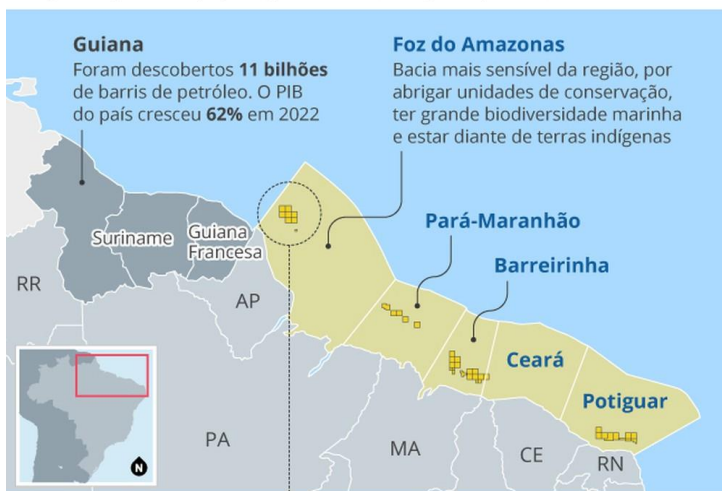 Guiana
Foram descobertos 11 bilhões
de barris de petróleo. O PIB
do país cresceu 62% em 2022
Foz do Amazonas
Bacia mais sensível da região, por
abrigar unidades de conservação,
ter grande biodiversidade marinha
e estar diante de terras indígenas
Pará-Maranhão
Suriname
Guiana
Francesa
Barreirinha
RR
AP
Ceará
Potiguar
PA
MA
CE
RN
N